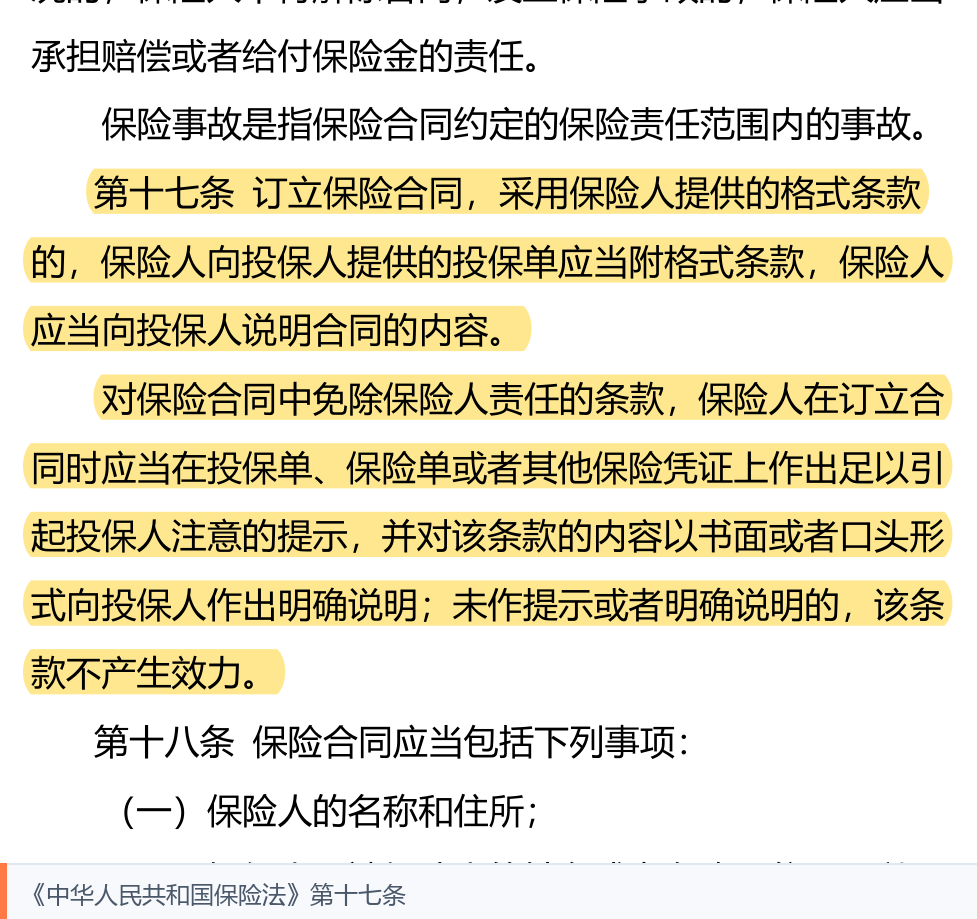 承担赔偿或者给付保险金的责任。
保险事故是指保险合同约定的保险责任范围内的事故。
第十七条 订立保险合同，采用保险人提供的格式条款
的，保险人向投保人提供的投保单应当附格式条款，保险人
应当向投保人说明合同的内容。
对保险合同中免除保险人责任的条款，保险人在订立合
同时应当在投保单、保险单或者其他保险凭证上作出足以引
起投保人注意的提示，并对该条款的内容以书面或者口头形
式向投保人作出明确说明；未作提示或者明确说明的，该条
款不产生效力。
第十八条 保险合同应当包括下列事项：
（一）保险人的名称和住所；
《中华人民共和国保险法》第十七条